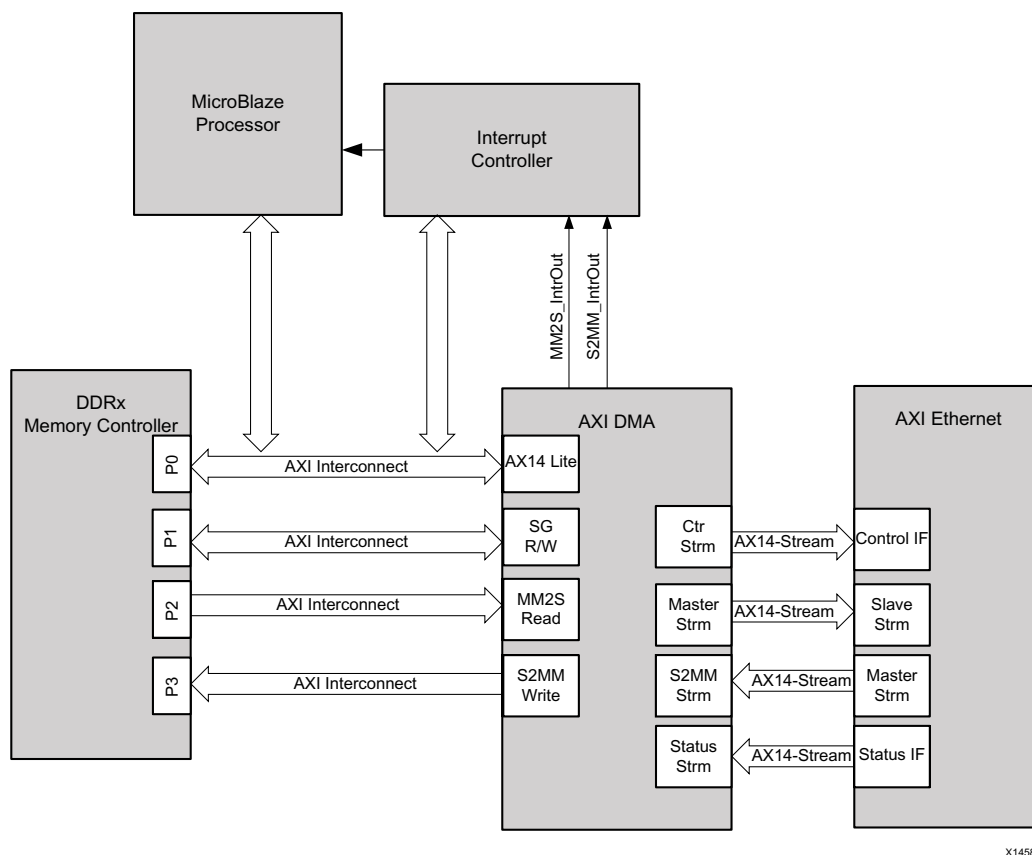 MicroBlaze
Processor
Interrupt
Controller
MM2S_IntrOut
S2MM_IntrOut
DDRx
Memory Controller
AXI DMA
AXI Ethernet
P0
AXI Interconnect
AX14 Lite
P1
AXI Interconnect
SG
R/W
Ctr
Strm
AX14-Stream
Control IF
P2
AXI Interconnect
MM2S
Read
Master
Strm
AX14-Stream
Slave
Strm
P3
AXI Interconnect
S2MM
Write
S2MM
Strm
AX14-Stream
Master
Strm
Status
Strm
AX14-Stream
Status IF